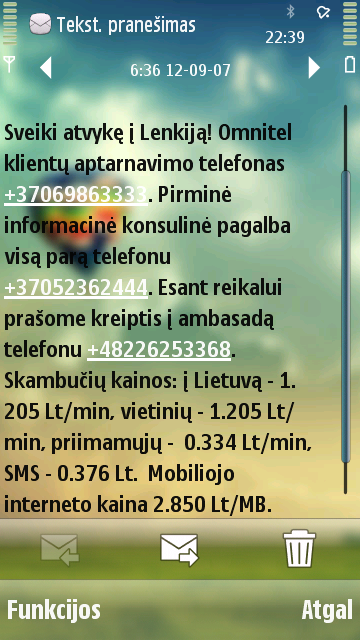 Tekst. pranešimas
22:39
6:36 12-09-07
Sveiki atvykę į Lenkiją! Omnitel
klientų aptarnavimo telefonas
+37069863333. Pirminė
informacinė konsulinė pagalba
visą parą telefonu
+37052362444. Esant reikalui
prašome kreiptis į ambasadą
telefonu +48226253368.
Skambučių kainos: į Lietuvą - 1.
205 Lt/min, vietinių - 1.205 Lt/
min, priimamųjų -  0.334 Lt/min,
SMS - 0.376 Lt.  Mobiliojo
interneto kaina 2.850 Lt/MB.
Funkcijos
Atgal